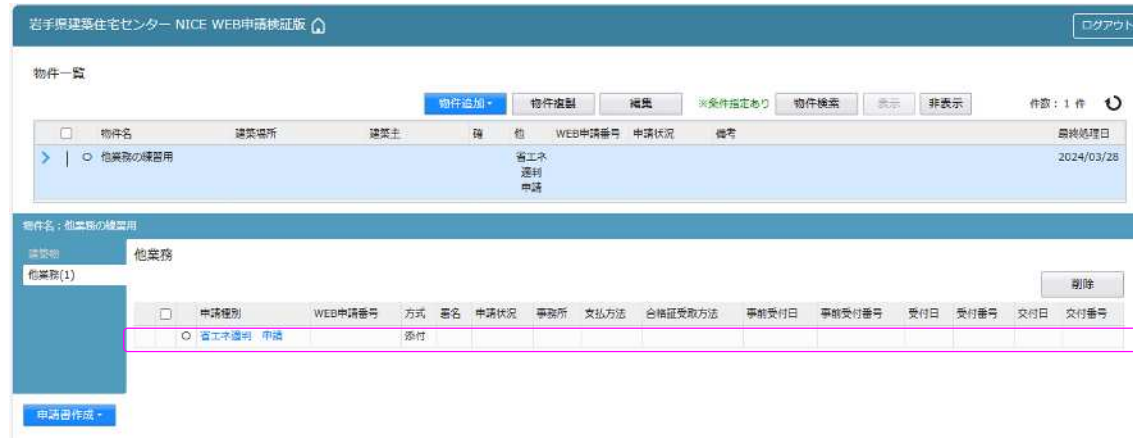 岩手県建築住宅センター NICE WEB申請検証版 ログアウト
物件一覧
物件追加 物件複製 編集 ※条件指定あり 物件検索 表示 非表示 件数：1 件
物件名 建築場所 建築主 確 他 WEB申請番号 申請状況 備考 最終処理日
他業務の練習用 省エネ 2024/03/28
適判
申請
物件名：他業務の練習用
建築物 他業務
他業務(1)
削除
申請種別 WEB申請番号 方式 署名 申請状況 事務所 支払方法 合格証受取方法 事前受付日 事前受付番号 受付日 受付番号 交付日 交付番号
省エネ適判 申請 添付
申請書作成